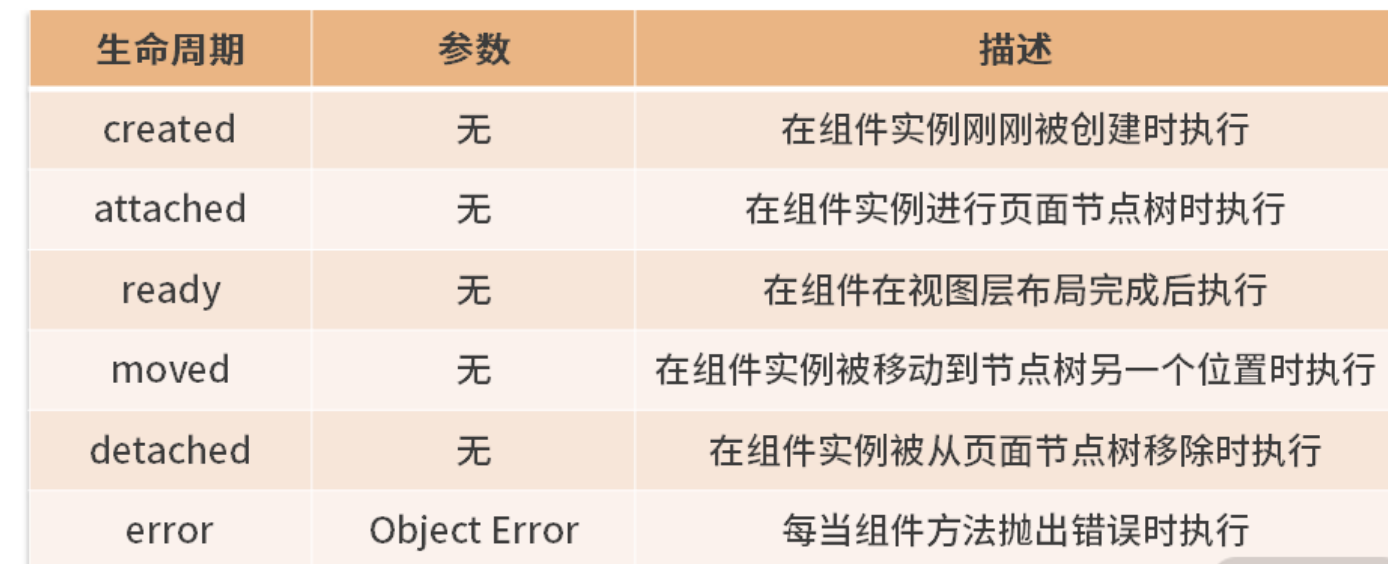 生命周期 参数 描述
created 无 在组件实例刚刚被创建时执行
attached 无 在组件实例进行页面节点树时执行
ready 无 在组件在视图层布局完成后执行
moved 无 在组件实例被移动到节点树另一个位置时执行
detached 无 在组件实例被从页面节点树移除时执行
error Object Error 每当组件方法抛出错误时执行